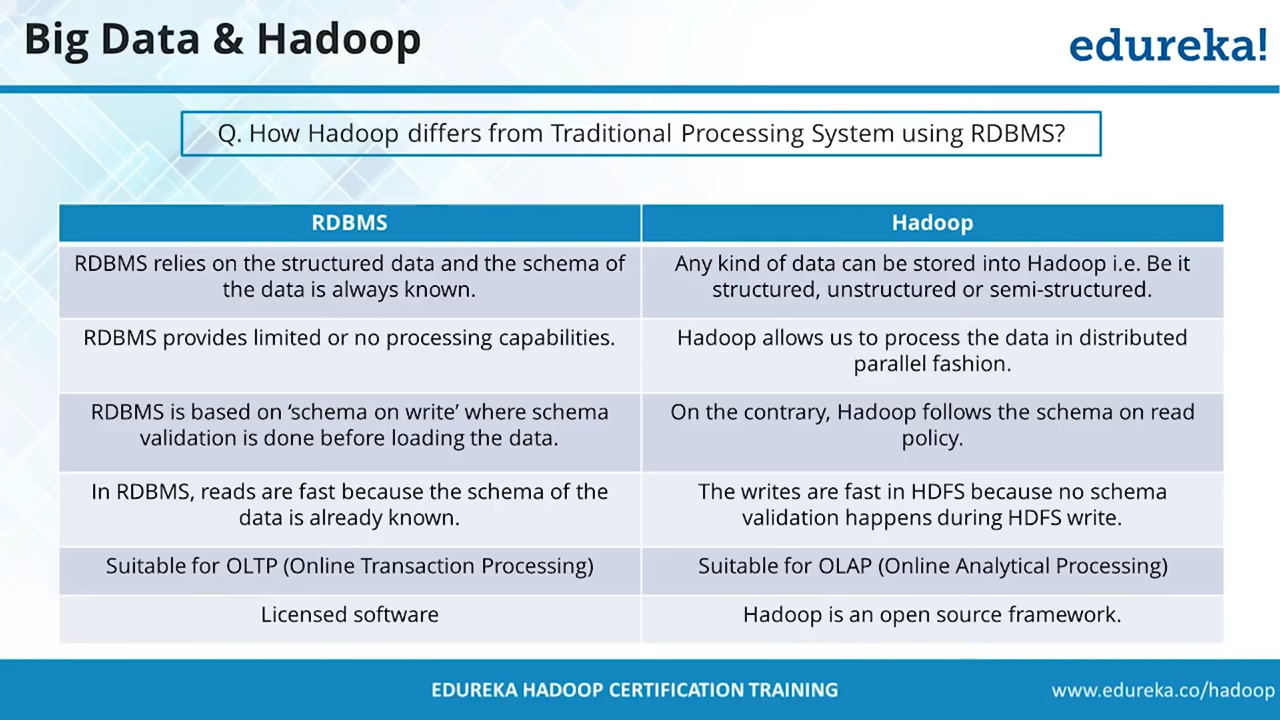 Big Data & Hadoop
edureka!
Q. How Hadoop differs from Traditional Processing System using RDBMS?
RDBMS
Hadoop
RDBMS relies on the structured data and the schema of
the data is always known.
Any kind of data can be stored into Hadoop i.e. Be it
structured, unstructured or semi-structured.
RDBMS provides limited or no processing capabilities.
Hadoop allows us to process the data in distributed
parallel fashion.
RDBMS is based on ‘schema on write’ where schema
validation is done before loading the data.
On the contrary, Hadoop follows the schema on read
policy.
In RDBMS, reads are fast because the schema of the
data is already known.
The writes are fast in HDFS because no schema
validation happens during HDFS write.
Suitable for OLTP (Online Transaction Processing)
Suitable for OLAP (Online Analytical Processing)
Licensed software
Hadoop is an open source framework.
EDUREKA HADOOP CERTIFICATION TRAINING
www.edureka.co/hadoop